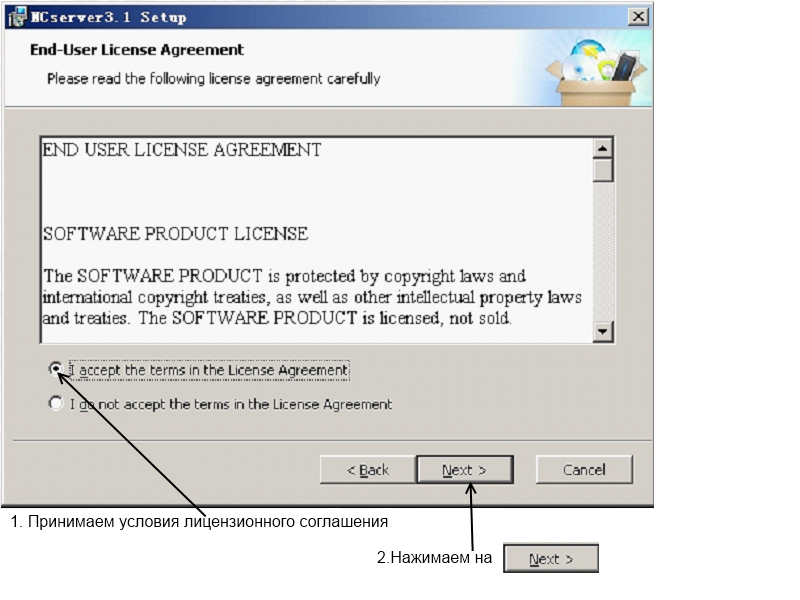 NCserver3.1 Setup
End-User License Agreement
Please read the following license agreement carefully
END USER LICENSE AGREEMENT
SOFTWARE PRODUCT LICENSE
The SOFTWARE PRODUCT is protected by copyright laws and
international copyright treaties, as well as other intellectual property laws
and treaties. The SOFTWARE PRODUCT is licensed, not sold.
I accept the terms in the License Agreement
I do not accept the terms in the License Agreement
< Back Next > Cancel
1. Принимаем условия лицензионного соглашения
2.Нажимаем на Next >